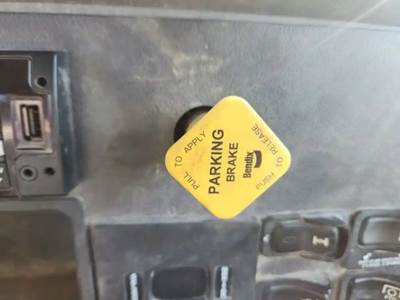 PULL TO APPLY
PARKING
BRAKE
Bendix
PUSH TO RELEASE